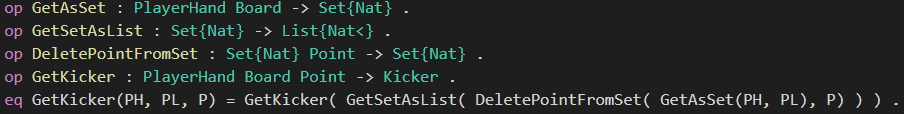 op GetAsSet : PlayerHand Board -> Set{Nat} .
op GetSetAsList : Set{Nat} -> List{Nat<} .
op DeletePointFromSet : Set{Nat} Point -> Set{Nat} .
op GetKicker : PlayerHand Board Point -> Kicker .
eq GetKicker(PH, PL, P) = GetKicker( GetSetAsList( DeletePointFromSet( GetAsSet(PH, PL), P) ) ) .